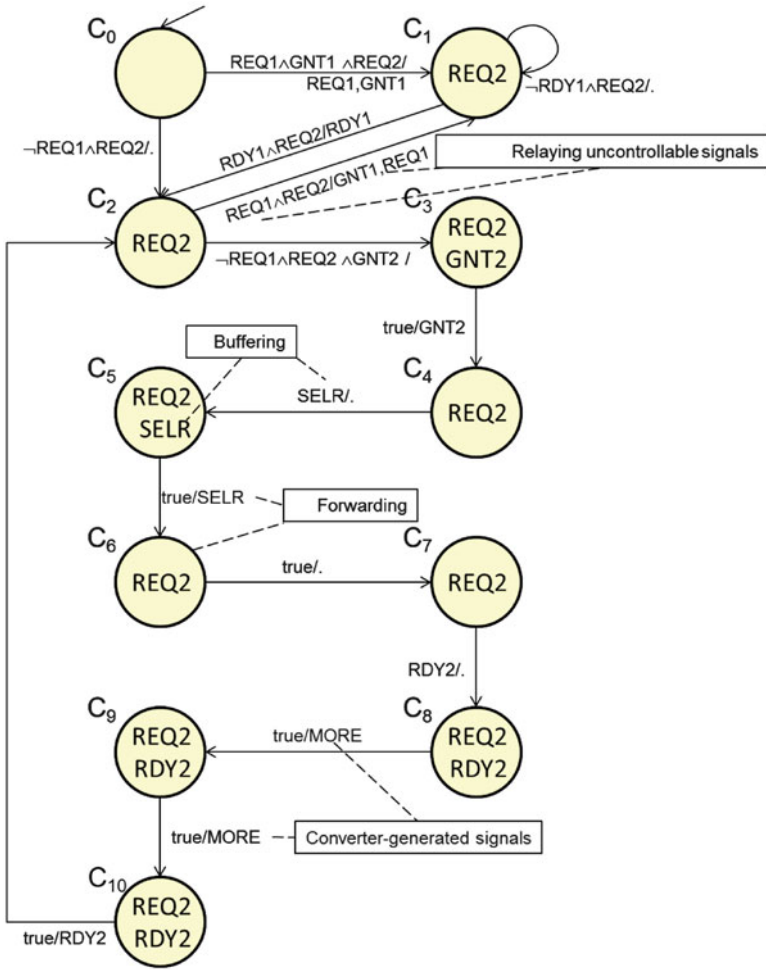 C0
C1
REQ1∧GNT1 ∧REQ2/
REQ1,GNT1
REQ2
¬RDY1∧REQ2/.
¬REQ1∧REQ2/.
RDY1∧REQ2/RDY1
REQ1∧REQ2/GNT1,REQ1
Relaying uncontrollable signals
C2
C3
REQ2
REQ2
GNT2
¬REQ1∧REQ2 ∧GNT2 /
true/GNT2
Buffering
C5
C4
REQ2
SELR
SELR/.
REQ2
true/SELR
Forwarding
C6
C7
REQ2
true/.
REQ2
RDY2/.
C9
C8
REQ2
RDY2
true/MORE
REQ2
RDY2
true/MORE
Converter-generated signals
C10
REQ2
RDY2
true/RDY2